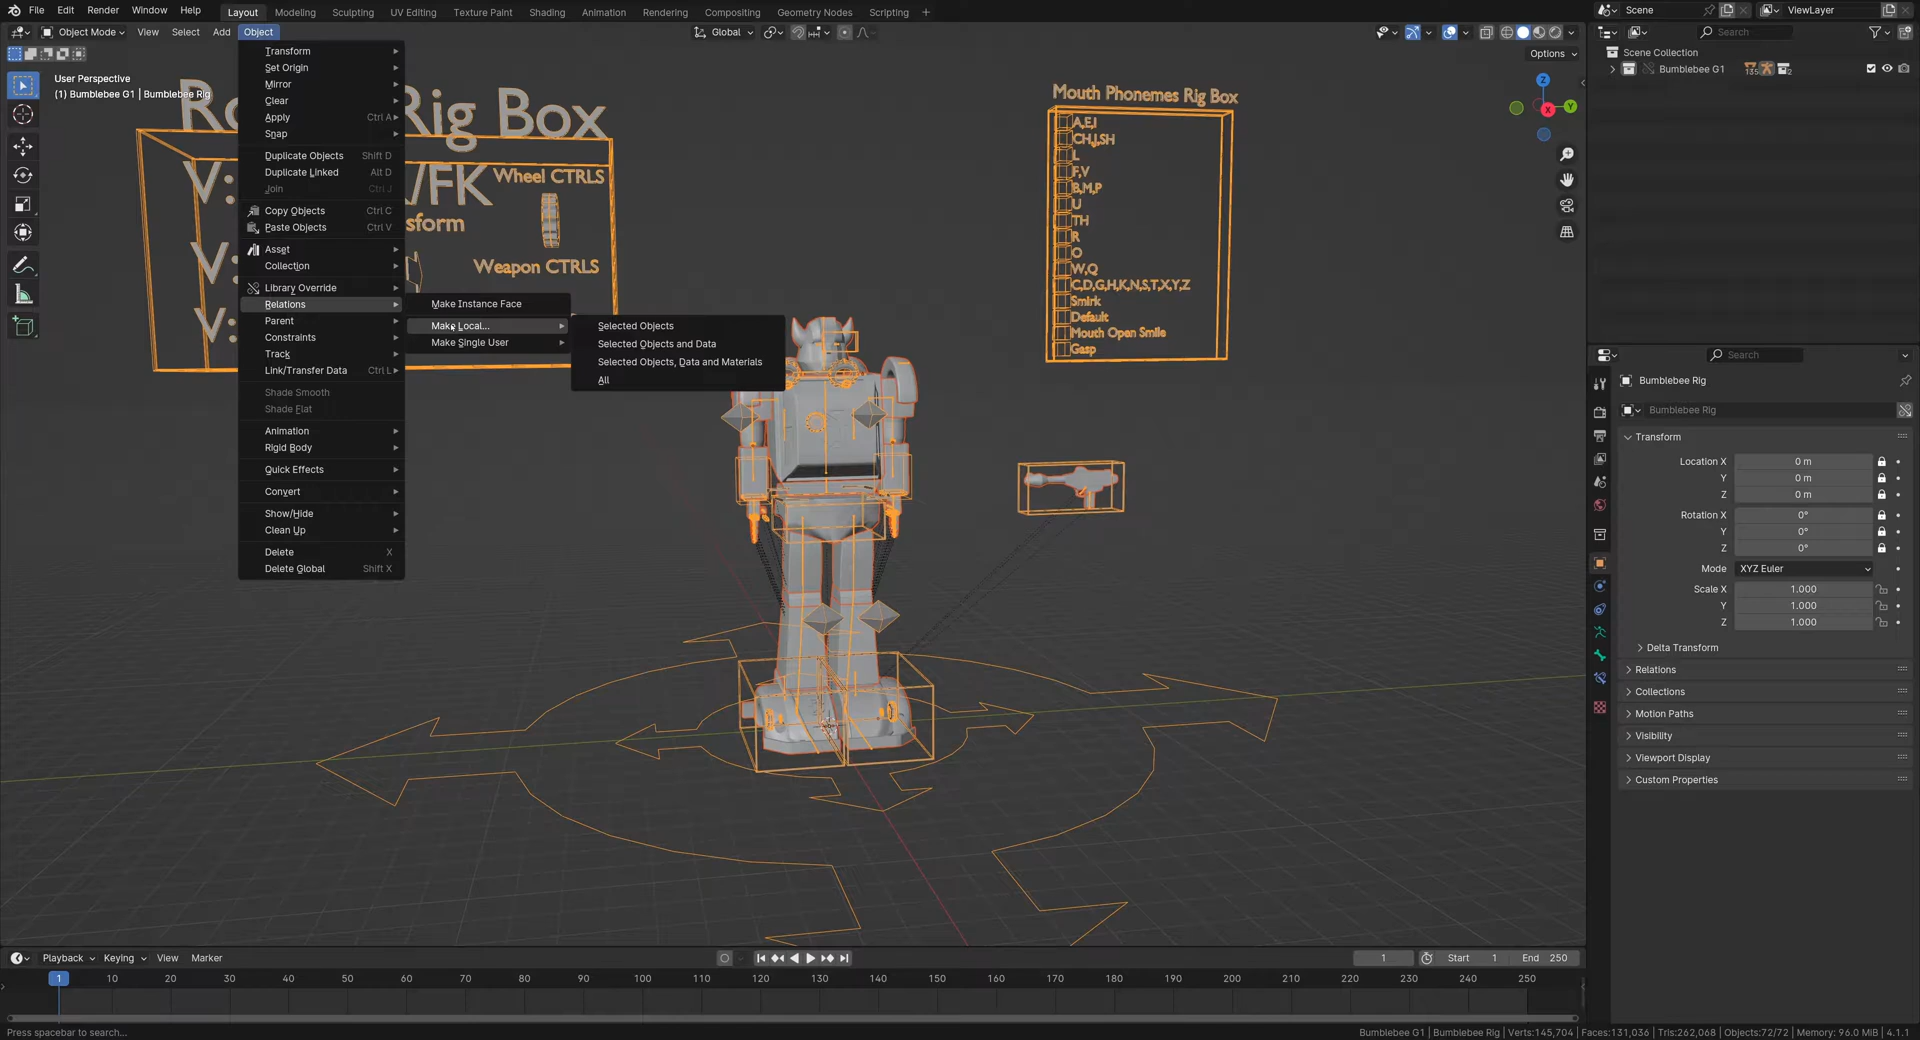 File Edit Render Window Help Layout Modeling Sculpting UV Editing Texture Paint Shading Animation Rendering Compositing Geometry Nodes Scripting + Scene ViewLayer
Object Mode View Select Add Object Global Search
Options
User Perspective
(1) Bumblebee G1 | Bumblebee Rig
Scene Collection
Bumblebee G1
Transform
Set Origin
Mirror
Clear
Apply Ctrl A
Snap
Duplicate Objects Shift D
Duplicate Linked Alt D
Join Ctrl J
Copy Objects Ctrl C
Paste Objects Ctrl V
Asset
Collection
Library Override
Relations
Parent
Constraints
Track
Link/Transfer Data Ctrl L
Shade Smooth
Shade Flat
Animation
Rigid Body
Quick Effects
Convert
Show/Hide
Clean Up
Delete X
Delete Global Shift X
Make Instance Face
Make Local...
Make Single User
Selected Objects
Selected Objects and Data
Selected Objects, Data and Materials
All
Rig Box
V:
/FK
Wheel CTRLS
V:
Weapon CTRLS
V:
Mouth Phonemes Rig Box
A,E,I
CH,J,SH
L
F,V
B,M,P
U
TH
R
O
W,Q
C,D,G,H,K,N,S,T,X,Y,Z
Smirk
Default
Mouth Open Smile
Gasp
Z
Y
X
Search
Bumblebee Rig
Bumblebee Rig
Transform
Location X 0 m
Y 0 m
Z 0 m
Rotation X 0°
Y 0°
Z 0°
Mode XYZ Euler
Scale X 1.000
Y 1.000
Z 1.000
Delta Transform
Relations
Collections
Motion Paths
Visibility
Viewport Display
Custom Properties
Playback Keying View Marker 1 Start 1 End 250
1 10 20 30 40 50 60 70 80 90 100 110 120 130 140 150 160 170 180 190 200 210 220 230 240 250
Press spacebar to search...
Bumblebee G1 | Bumblebee Rig | Verts:145,704 | Faces:131,036 | Tris:262,068 | Objects:72/72 | Memory: 96.0 MiB | 4.1.1